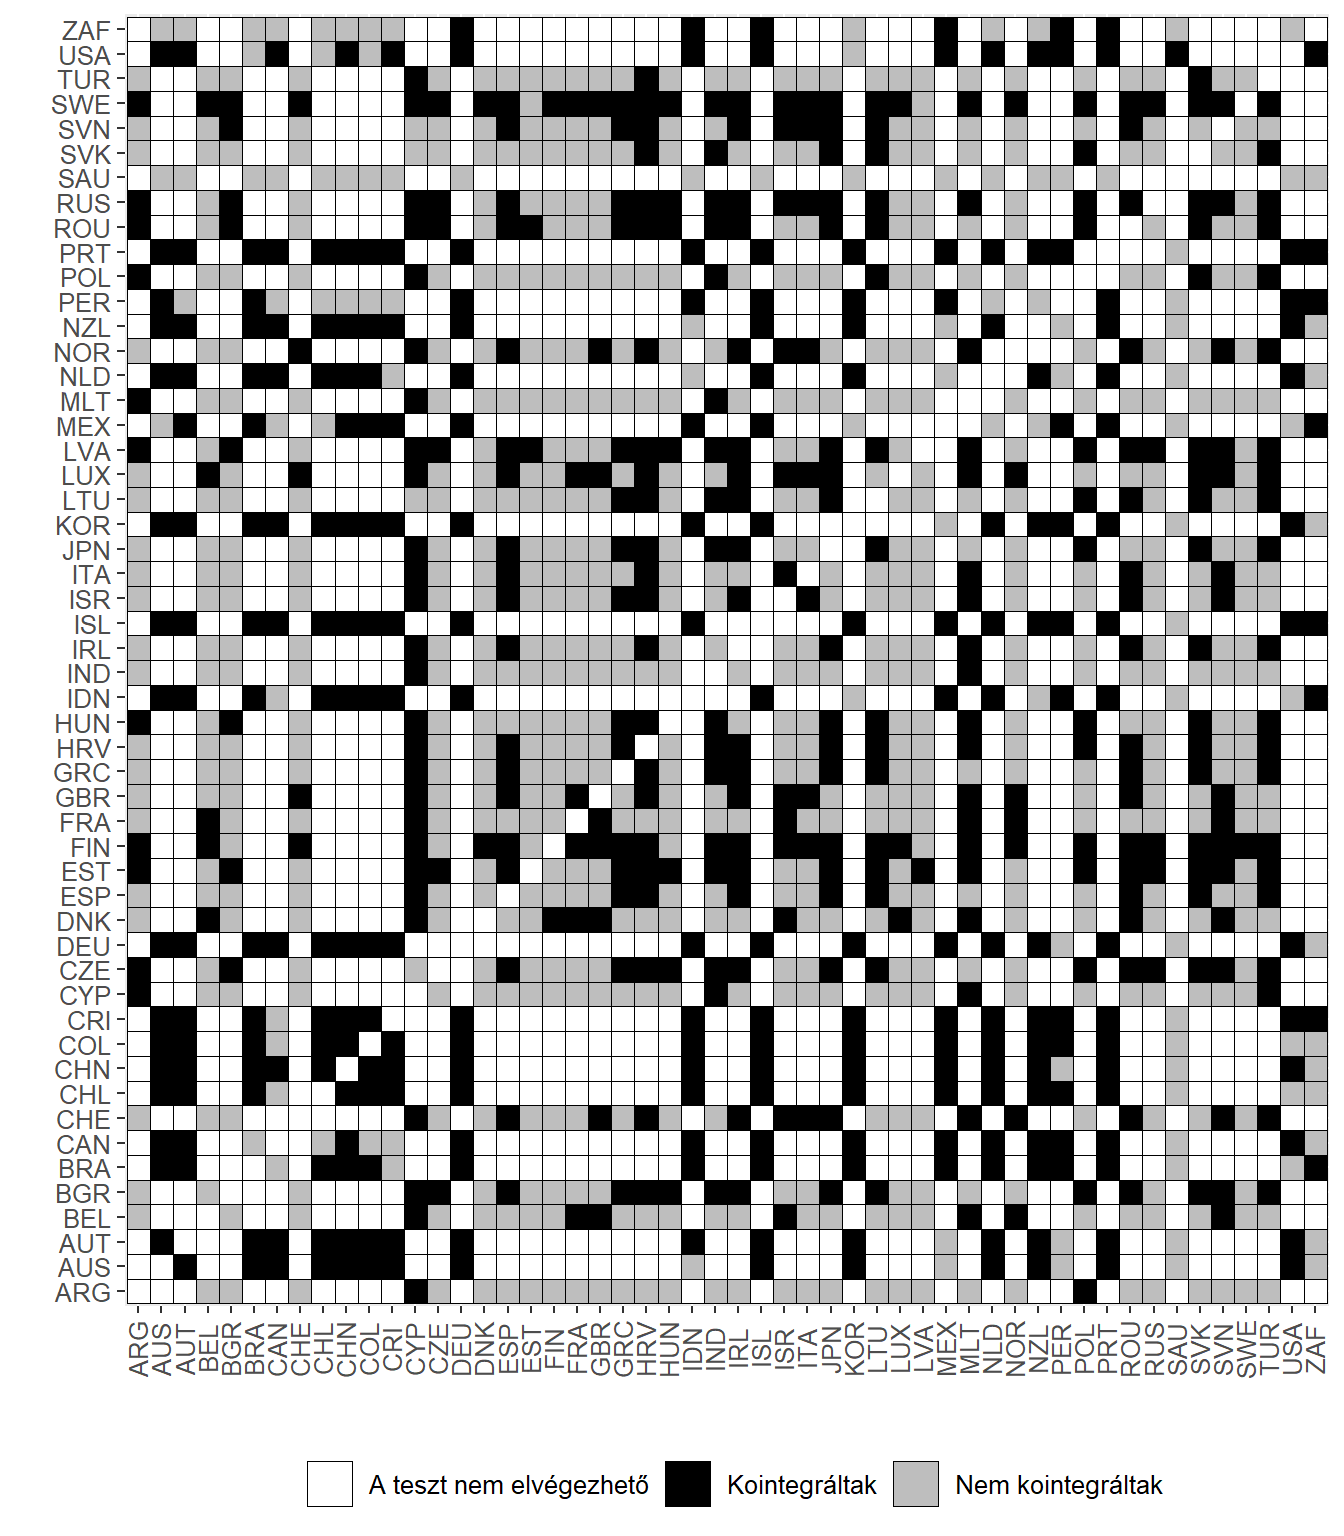 ZAF
USA
TUR
SWE
SVN
SVK
SAU
RUS
ROU
PRT
POL
PER
NZL
NOR
NLD
MLT
MEX
LVA
LUX
LTU
KOR
JPN
ITA
ISR
ISL
IRL
IND
IDN
HUN
HRV
GRC
GBR
FRA
FIN
EST
ESP
DNK
DEU
CZE
CYP
CRI
COL
CHN
CHL
CHE
CAN
BRA
BGR
BEL
AUT
AUS
ARG
ARG AUS AUT BEL BGR BRA CAN CHE CHL CHN COL CRI CYP CZE DEU DNK ESP EST FIN FRA GBR GRC HRV HUN IDN IND IRL ISL ISR ITA JPN KOR LTU LUX LVA MEX MLT NLD NOR NZL PER POL PRT ROU RUS SAU SVK SVN SWE TUR USA ZAF
A teszt nem elvégezhető Kointegráltak Nem kointegráltak